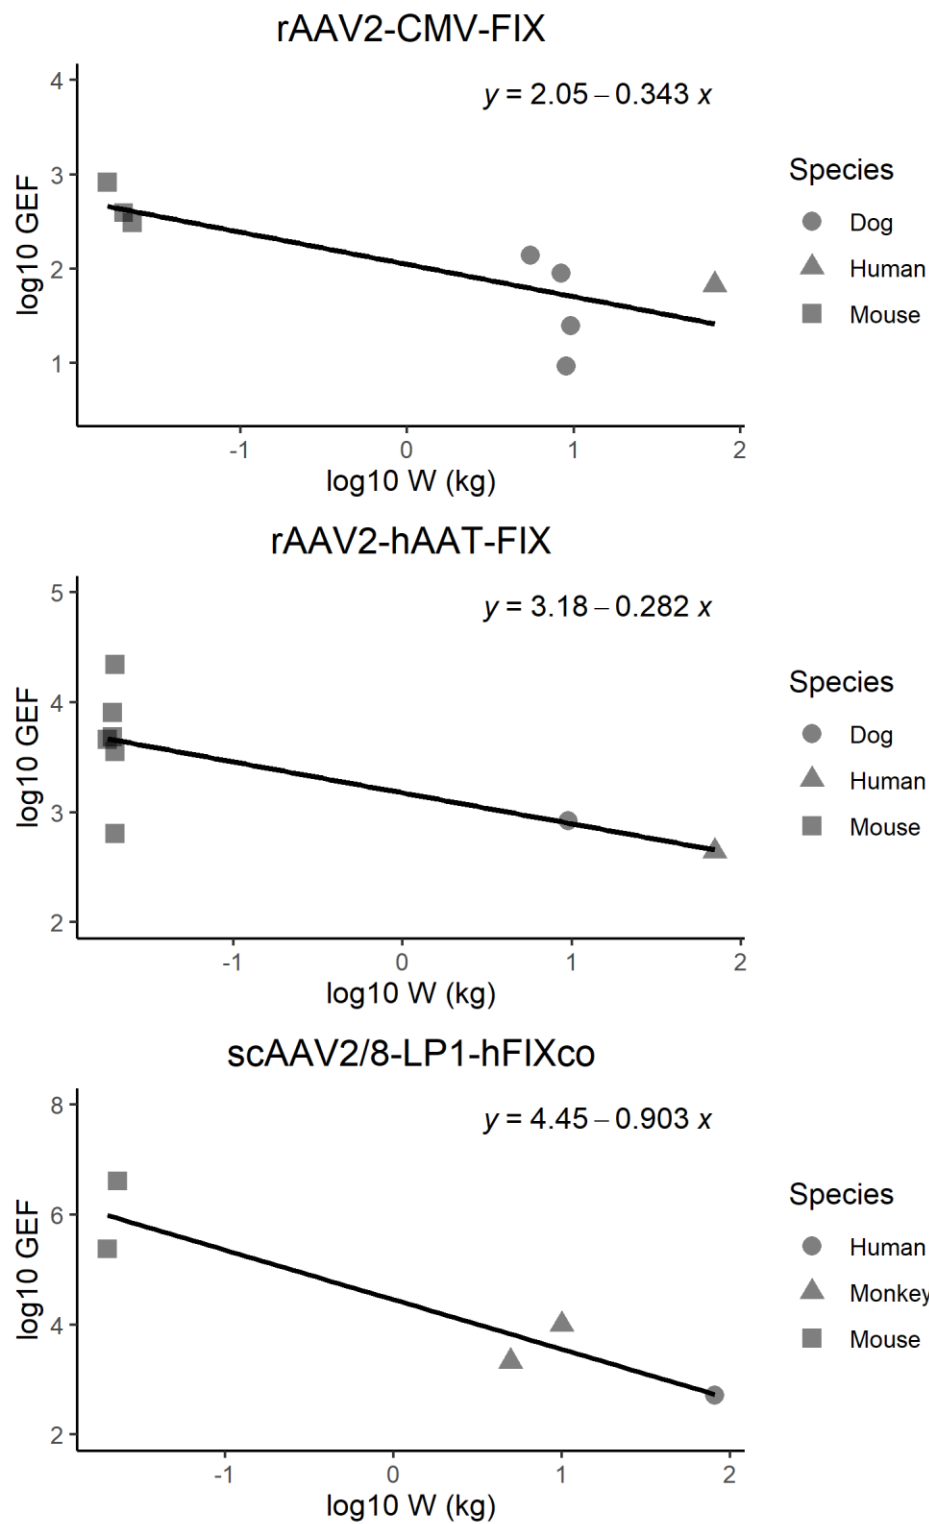 rAAV2-CMV-FIX
y = 2.05 – 0.343 x
4
3
2
1
log10 GEF
-1
0
1
2
log10 W (kg)
Species
Dog
Human
Mouse
rAAV2-hAAT-FIX
y = 3.18 – 0.282 x
5
4
3
2
log10 GEF
-1
0
1
2
log10 W (kg)
Species
Dog
Human
Mouse
scAAV2/8-LP1-hFIXco
y = 4.45 – 0.903 x
8
6
4
2
log10 GEF
-1
0
1
2
log10 W (kg)
Species
Human
Monkey
Mouse